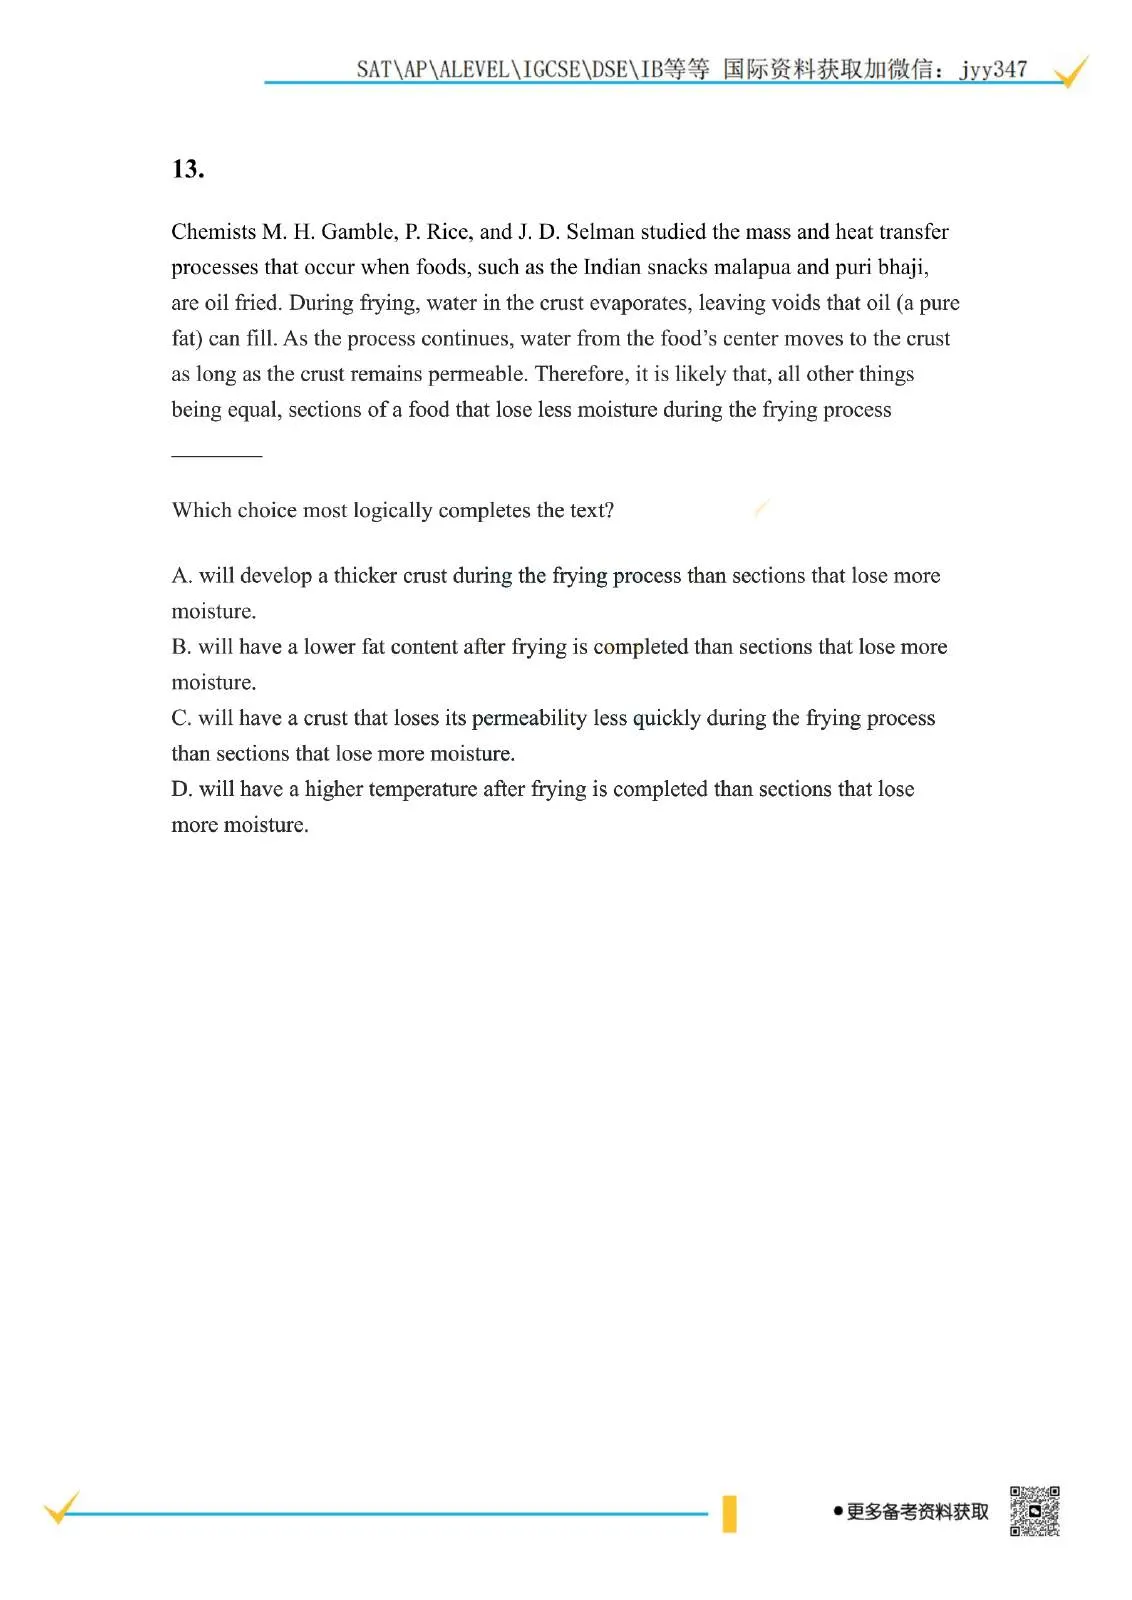 SAT\AP\ALEVEL\IGCSE\DSE\IB等等 国际资料获取加微信：jyy347
13.
Chemists M. H. Gamble, P. Rice, and J. D. Selman studied the mass and heat transfer
processes that occur when foods, such as the Indian snacks malapua and puri bhaji,
are oil fried. During frying, water in the crust evaporates, leaving voids that oil (a pure
fat) can fill. As the process continues, water from the food’s center moves to the crust
as long as the crust remains permeable. Therefore, it is likely that, all other things
being equal, sections of a food that lose less moisture during the frying process
________
Which choice most logically completes the text?
A. will develop a thicker crust during the frying process than sections that lose more
moisture.
B. will have a lower fat content after frying is completed than sections that lose more
moisture.
C. will have a crust that loses its permeability less quickly during the frying process
than sections that lose more moisture.
D. will have a higher temperature after frying is completed than sections that lose
more moisture.
●更多备考资料获取